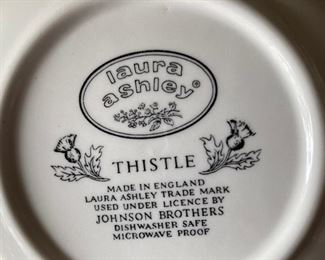 laura
ashley®
THISTLE
MADE IN ENGLAND
LAURA ASHLEY TRADE MARK
USED UNDER LICENCE BY
JOHNSON BROTHERS
DISHWASHER SAFE
MICROWAVE PROOF